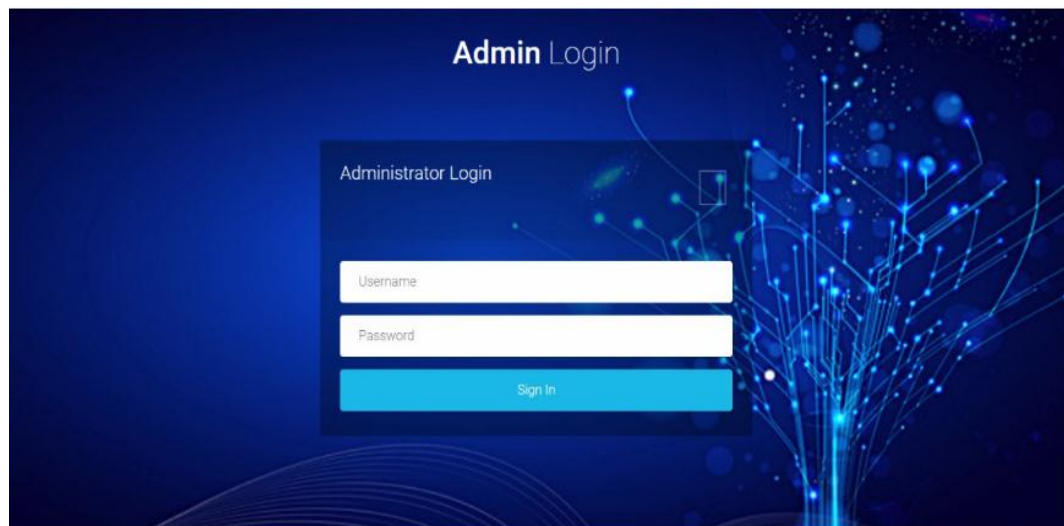 Admin Login
Administrator Login
Username
Password
Sign In